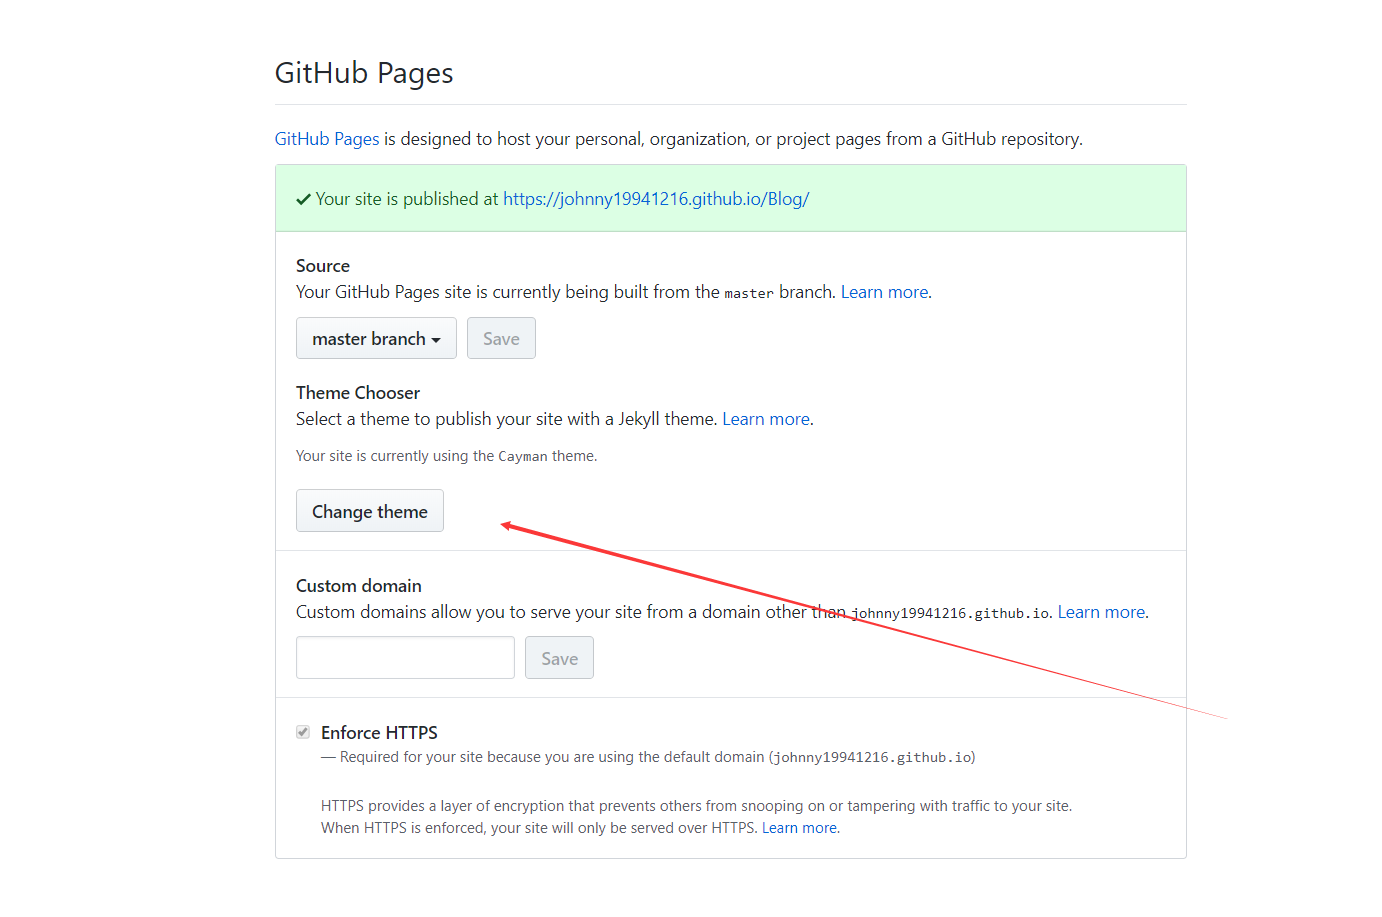 GitHub Pages
GitHub Pages is designed to host your personal, organization, or project pages from a GitHub repository.
Your site is published at https://johnny19941216.github.io/Blog/
Source
Your GitHub Pages site is currently being built from the master branch. Learn more.
master branch Save
Theme Chooser
Select a theme to publish your site with a Jekyll theme. Learn more.
Your site is currently using the Cayman theme.
Change theme
Custom domain
Custom domains allow you to serve your site from a domain other than johnny19941216.github.io. Learn more.
Save
Enforce HTTPS
— Required for your site because you are using the default domain (johnny19941216.github.io)
HTTPS provides a layer of encryption that prevents others from snooping on or tampering with traffic to your site.
When HTTPS is enforced, your site will only be served over HTTPS. Learn more.